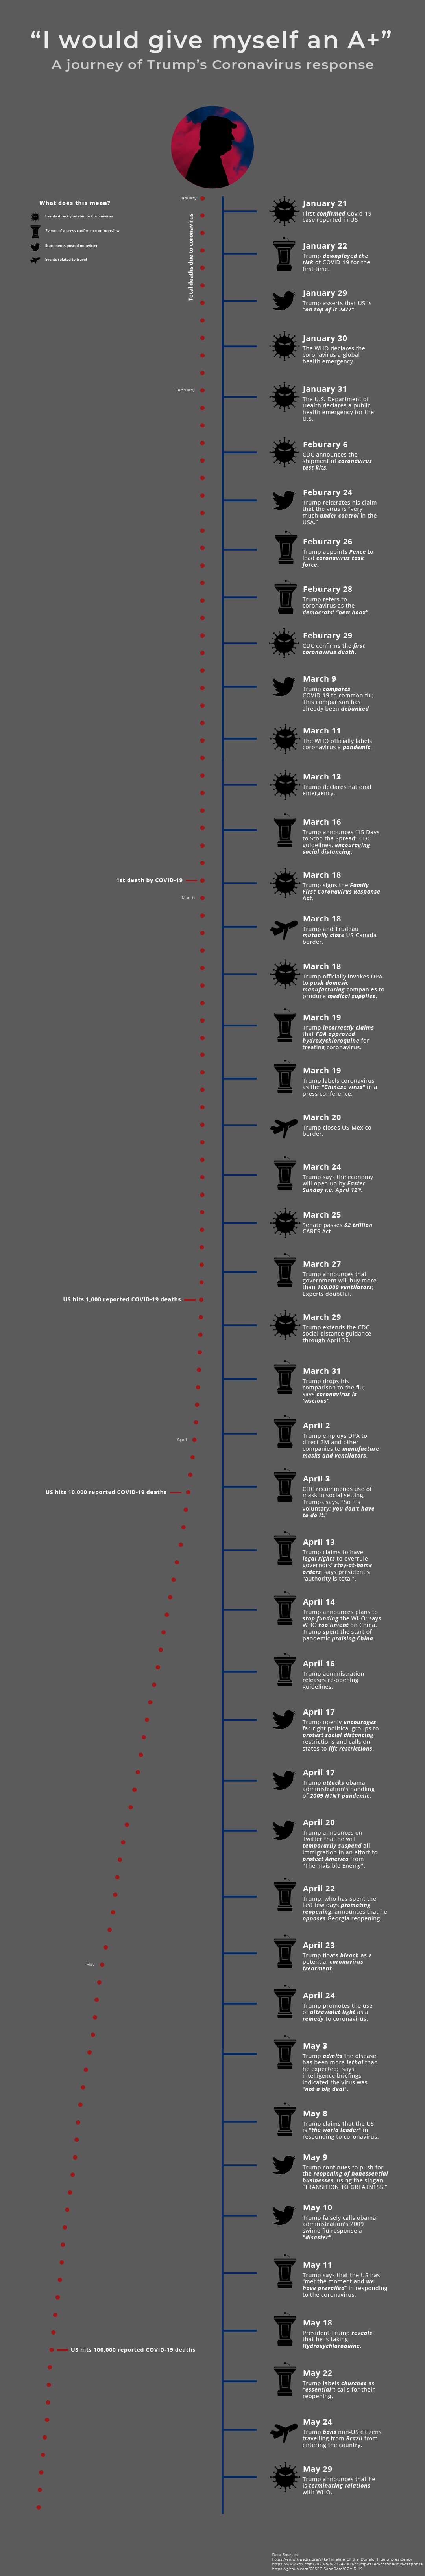 “I would give myself an A+”
A journey of Trump’s Coronavirus response
What does this mean?
Events directly related to Coronavirus
Events of a press conference or interview
Statements posted on twitter
Events related to travel
Total deaths due to coronavirus
January
February
1st death by COVID-19
March
US hits 1,000 reported COVID-19 deaths
April
US hits 10,000 reported COVID-19 deaths
May
US hits 100,000 reported COVID-19 deaths
January 21
First confirmed Covid-19
case reported in US
January 22
Trump downplayed the
risk of COVID-19 for the
first time.
January 29
Trump asserts that US is
"on top of it 24/7".
January 30
The WHO declares the
coronavirus a global
health emergency.
January 31
The U.S. Department of
Health declares a public
health emergency for the
U.S.
Feburary 6
CDC announces the
shipment of coronavirus
test kits.
Feburary 24
Trump reiterates his claim
that the virus is "very
much under control in the
USA."
Feburary 26
Trump appoints Pence to
lead coronavirus task
force.
Feburary 28
Trump refers to
coronavirus as the
democrats' "new hoax".
Feburary 29
CDC confirms the first
coronavirus death.
March 9
Trump compares
COVID-19 to common flu;
This comparison has
already been debunked
March 11
The WHO officially labels
coronavirus a pandemic.
March 13
Trump declares national
emergency.
March 16
Trump announces "15 Days
to Stop the Spread" CDC
guidelines, encouraging
social distancing.
March 18
Trump signs the Family
First Coronavirus Response
Act.
March 18
Trump and Trudeau
mutually close US-Canada
border.
March 18
Trump officially invokes DPA
to push domesic
manufacturing companies to
produce medical supplies.
March 19
Trump incorrectly claims
that FDA approved
hydroxychloroquine for
treating coronavirus.
March 19
Trump labels coronavirus
as the "Chinese virus" in a
press conference.
March 20
Trump closes US-Mexico
border.
March 24
Trump says the economy
will open up by Easter
Sunday i.e. April 12th.
March 25
Senate passes $2 trillion
CARES Act
March 27
Trump announces that
government will buy more
than 100,000 ventilators;
Experts doubtful.
March 29
Trump extends the CDC
social distance guidance
through April 30.
March 31
Trump drops his
comparison to the flu;
says coronavirus is
'viscious'.
April 2
Trump employs DPA to
direct 3M and other
companies to manufacture
masks and ventilators.
April 3
CDC recommends use of
mask in social setting;
Trumps says, "So it's
voluntary; you don't have
to do it."
April 13
Trump claims to have
legal rights to overrule
governors' stay-at-home
orders; says president's
"authority is total".
April 14
Trump announces plans to
stop funding the WHO; says
WHO too linient on China.
Trump spent the start of
pandemic praising China.
April 16
Trump administration
releases re-opening
guidelines.
April 17
Trump openly encourages
far-right political groups to
protest social distancing
restrictions and calls on
states to lift restrictions.
April 17
Trump attacks obama
administration's handling
of 2009 H1N1 pandemic.
April 20
Trump announces on
Twitter that he will
temporarily suspend all
immigration in an effort to
protect America from
"The Invisible Enemy".
April 22
Trump, who has spent the
last few days promoting
reopening, announces that he
opposes Georgia reopening.
April 23
Trump floats bleach as a
potential coronavirus
treatment.
April 24
Trump promotes the use
of ultraviolet light as a
remedy to coronavirus.
May 3
Trump admits the disease
has been more lethal than
he expected; says
intelligence briefings
indicated the virus was
"not a big deal".
May 8
Trump claims that the US
is "the world leader" in
responding to coronavirus.
May 9
Trump continues to push for
the reopening of nonessential
businesses, using the slogan
"TRANSITION TO GREATNESS!"
May 10
Trump falsely calls obama
administration's 2009
swime flu response a
"disaster".
May 11
Trump says that the US has
"met the moment and we
have prevailed" in responding
to the coronavirus.
May 18
President Trump reveals
that he is taking
Hydroxychloroquine.
May 22
Trump labels churches as
"essential"; calls for their
reopening.
May 24
Trump bans non-US citizens
travelling from Brazil from
entering the country.
May 29
Trump announces that he
is terminating relations
with WHO.
Data Sources: